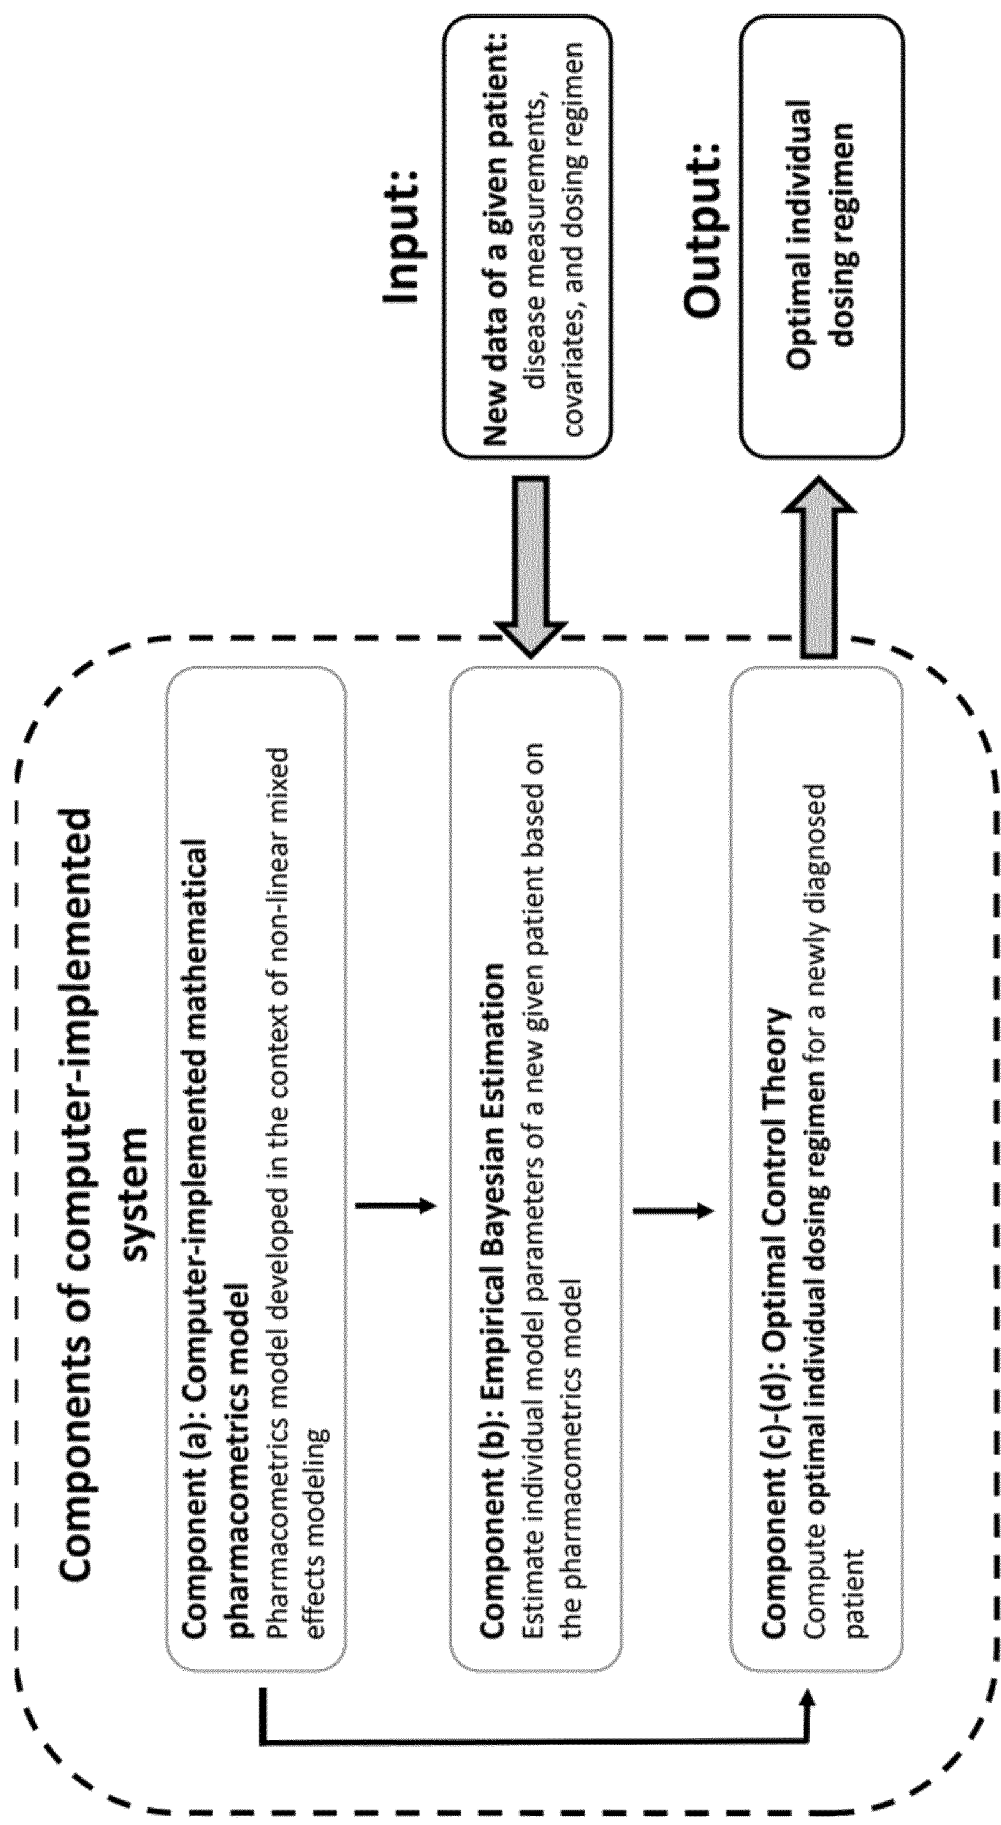 Components of computer-implemented
system
Component (a): Computer-implemented mathematical
pharmacometrics model
Pharmacometrics model developed in the context of non-linear mixed
effects modeling
Component (b): Empirical Bayesian Estimation
Estimate individual model parameters of a new given patient based on
the pharmacometrics model
Component (c)-(d): Optimal Control Theory
Compute optimal individual dosing regimen for a newly diagnosed
patient
Input:
New data of a given patient:
disease measurements,
covariates, and dosing regimen
Output:
Optimal individual
dosing regimen